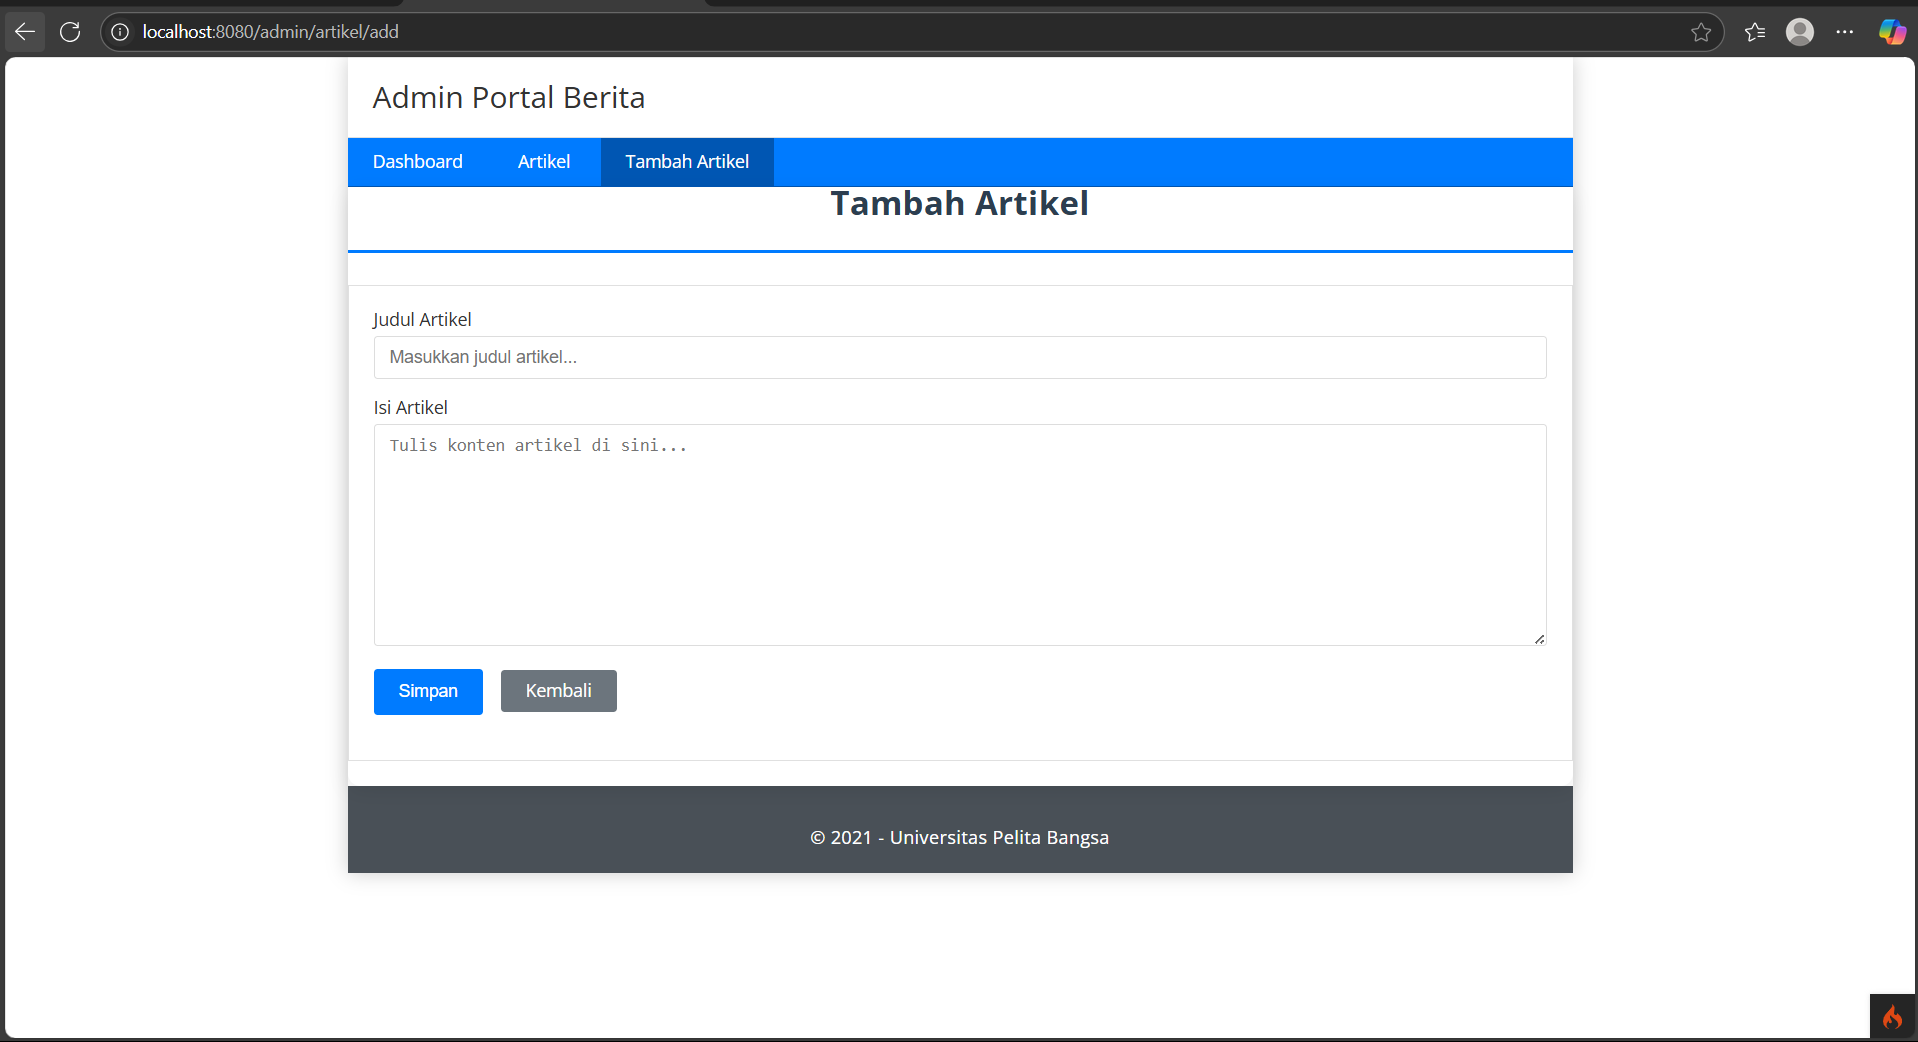 localhost:8080/admin/artikel/add
Admin Portal Berita
Dashboard Artikel Tambah Artikel
Tambah Artikel
Judul Artikel
Masukkan judul artikel...
Isi Artikel
Tulis konten artikel di sini...
Simpan Kembali
© 2021 - Universitas Pelita Bangsa